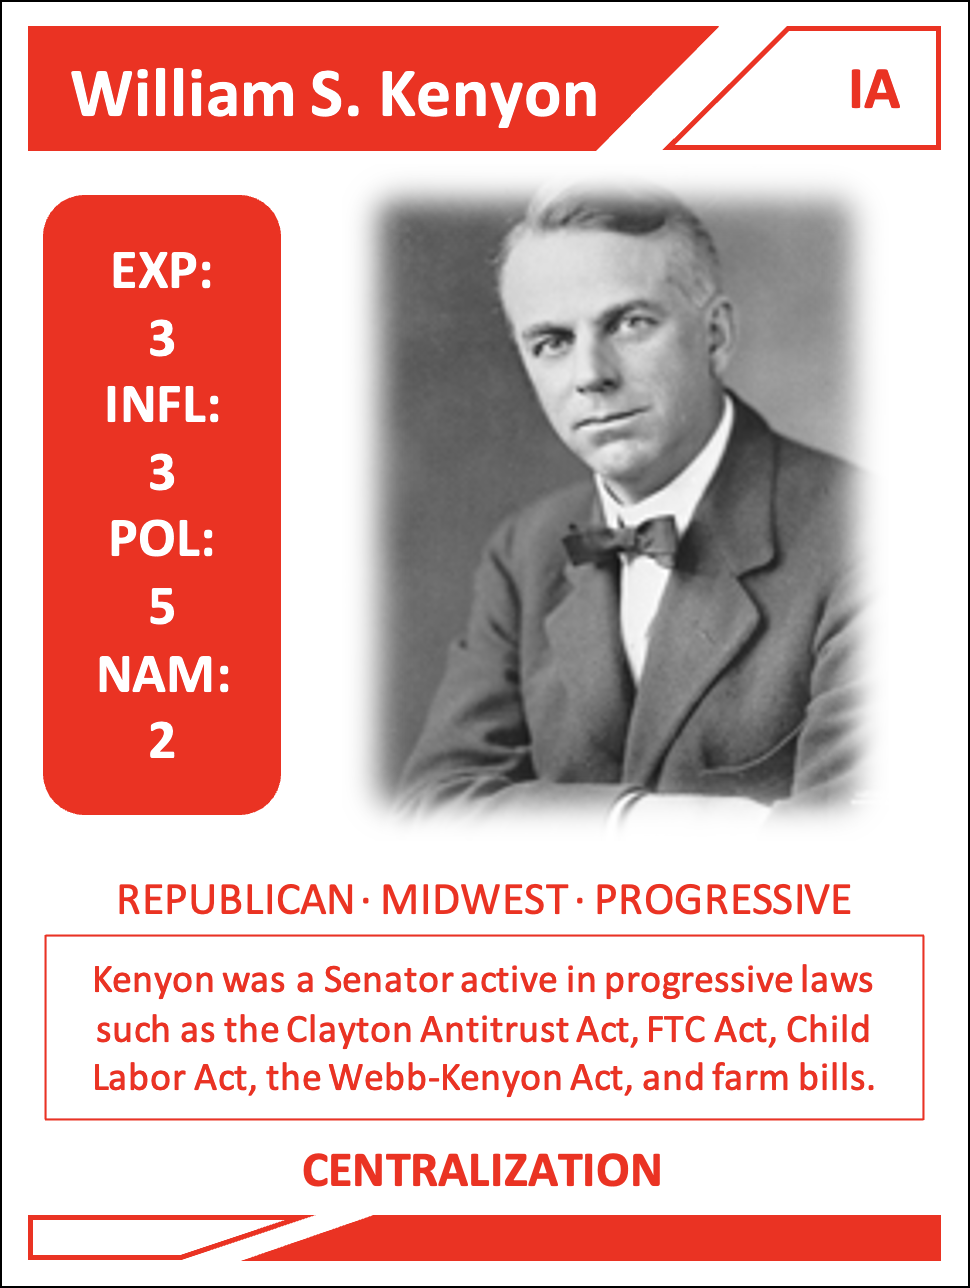 William S. Kenyon
IA
EXP:
3
INFL:
3
POL:
5
NAM:
2
REPUBLICAN · MIDWEST · PROGRESSIVE
Kenyon was a Senator active in progressive laws
such as the Clayton Antitrust Act, FTC Act, Child
Labor Act, the Webb-Kenyon Act, and farm bills.
CENTRALIZATION